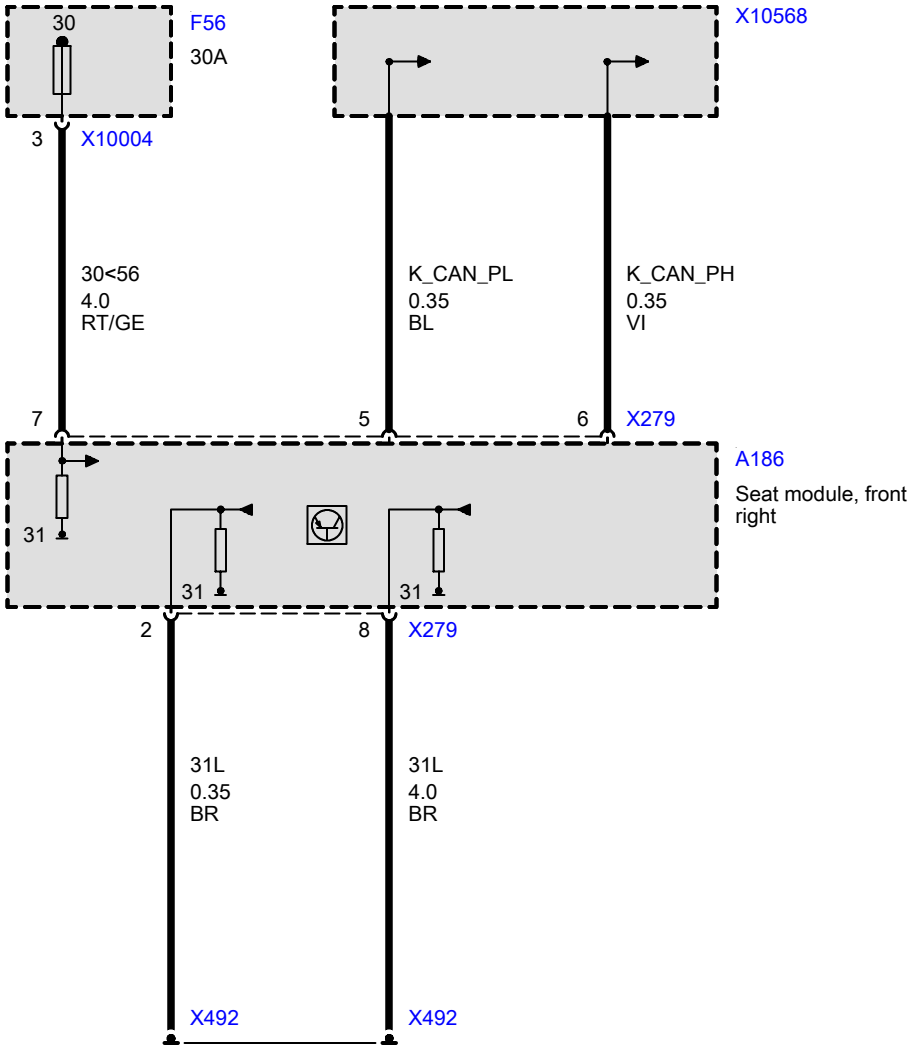 30
F56
30A
X10568
3
X10004
30<56
4.0
RT/GE
K_CAN_PL
0.35
BL
K_CAN_PH
0.35
VI
7
5
6
X279
A186
Seat module, front
right
31
31
31
2
8
X279
31L
0.35
BR
31L
4.0
BR
X492
X492